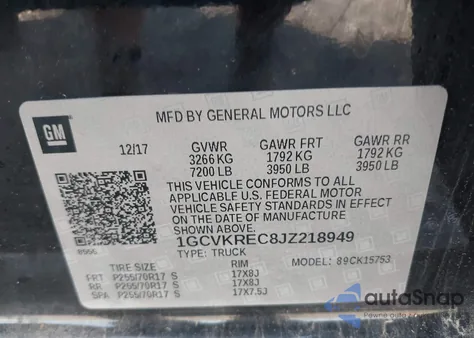 MFD BY GENERAL MOTORS LLC
GM
12/17 GVWR GAWR FRT GAWR RR
3266 KG 1792 KG 1792 KG
7200 LB 3950 LB 3950 LB
THIS VEHICLE CONFORMS TO ALL
APPLICABLE U.S. FEDERAL MOTOR
VEHICLE SAFETY STANDARDS IN EFFECT
ON THE DATE OF MANUFACTURE SHOWN ABOVE.
1GCVKREC8JZ218949
TYPE: TRUCK MODEL: 89CK15753
TIRE SIZE RIM
FRT P255/70R17 S 17X8J
RR P255/70R17 S 17X8J
SPA P255/70R17 S 17X7.5J
autoSnap